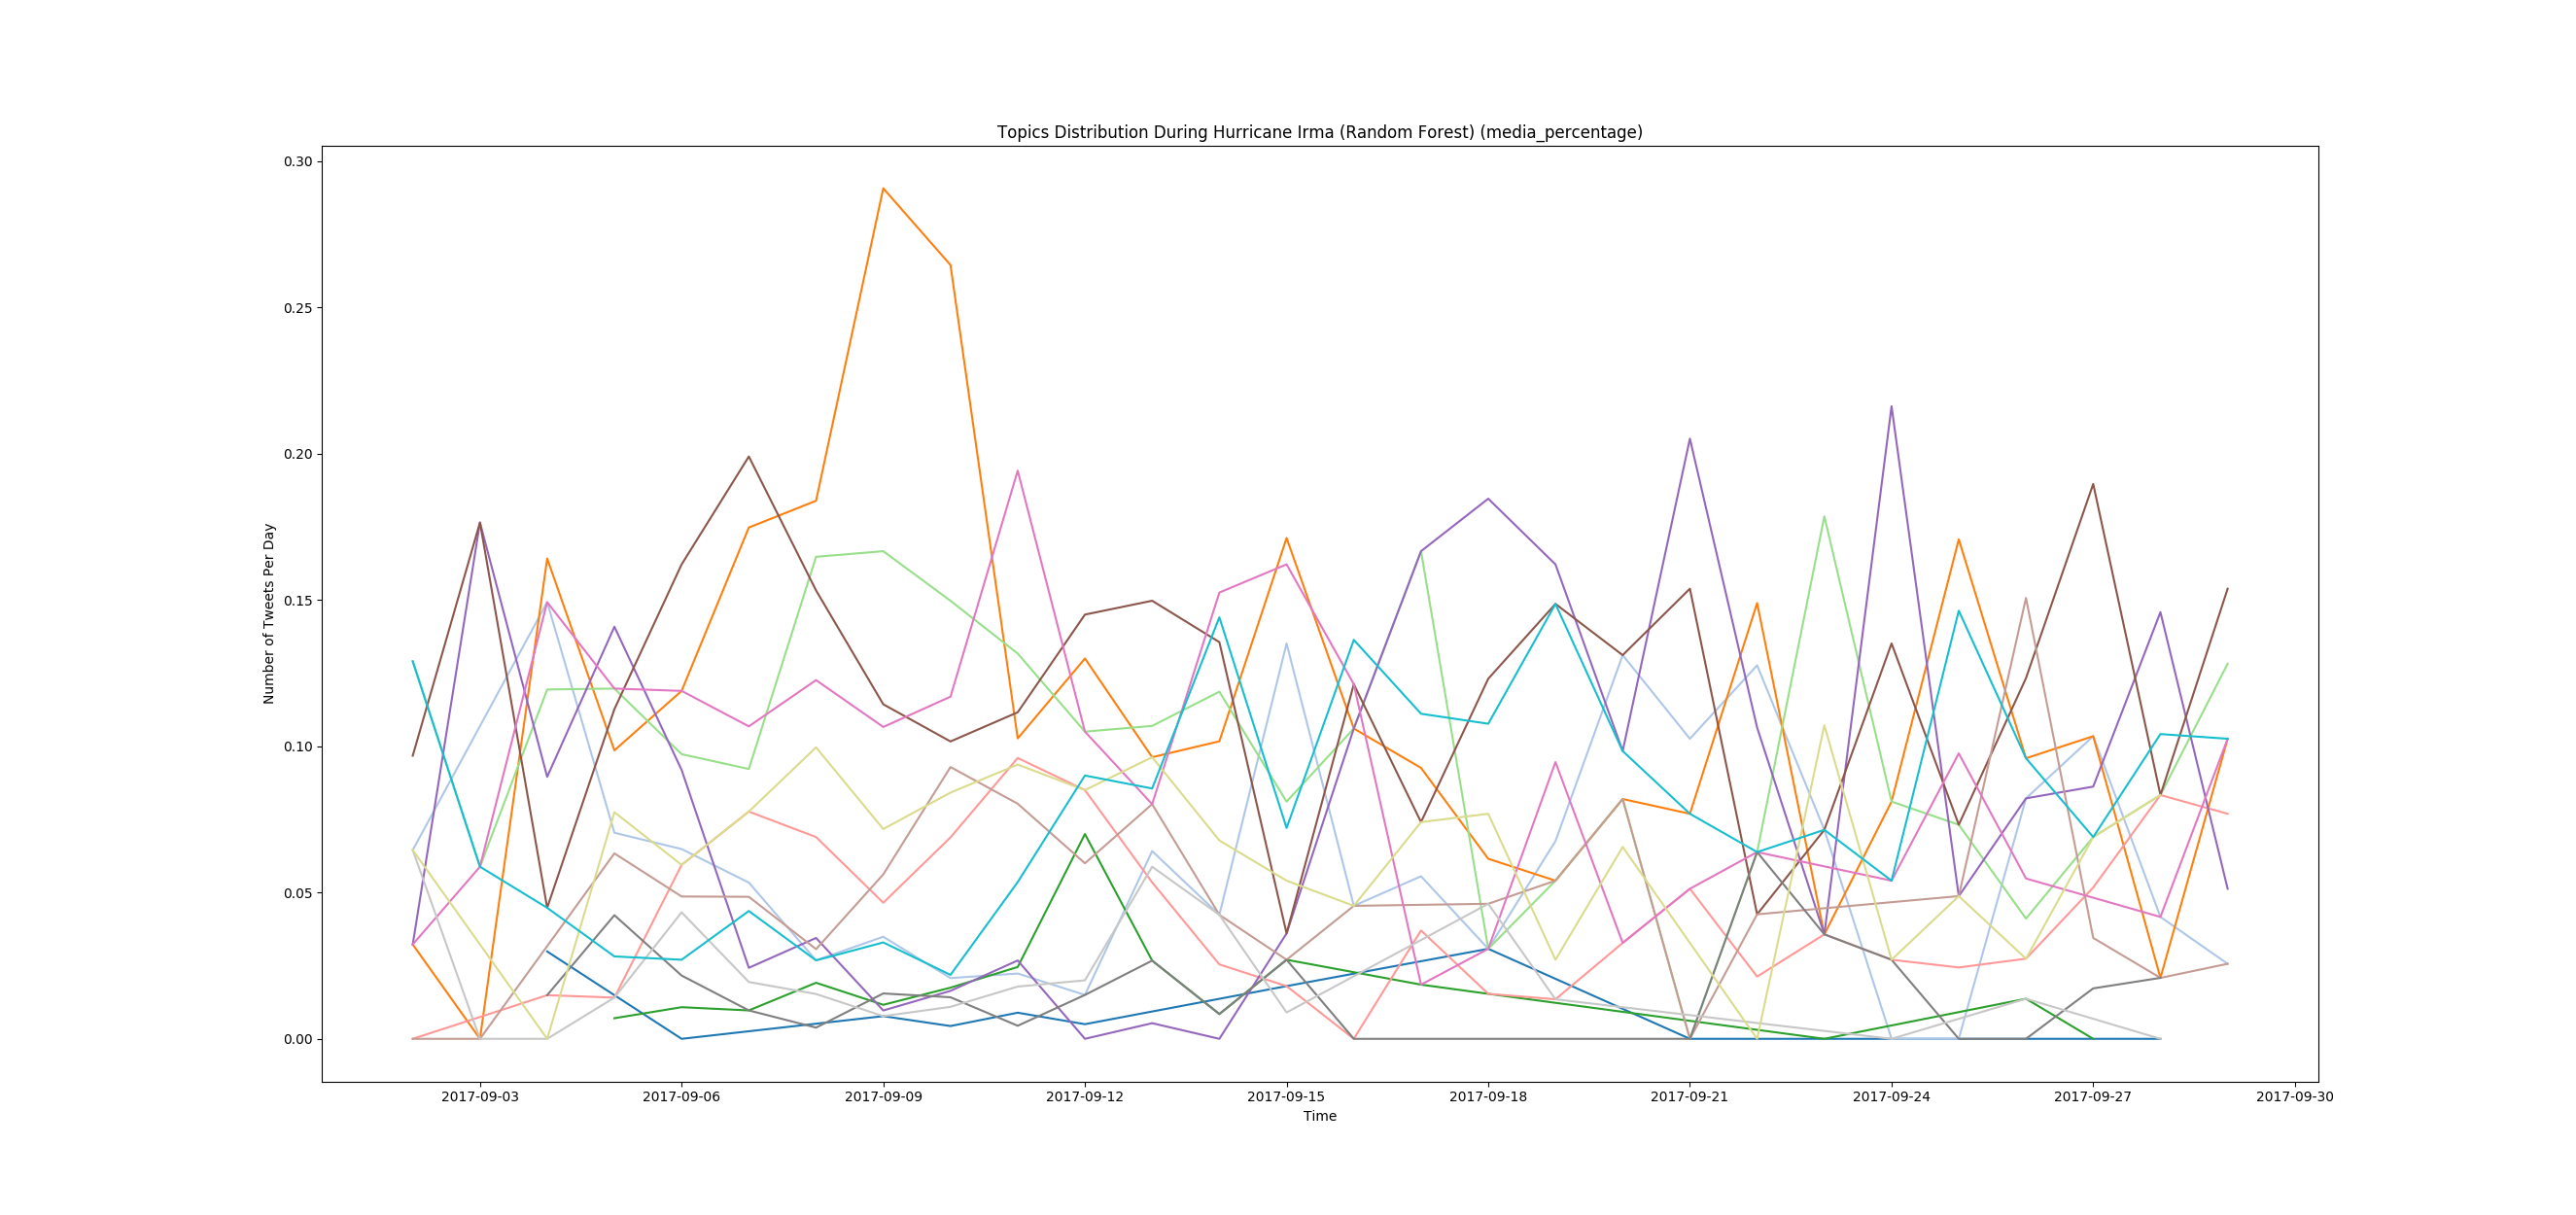 Topics Distribution During Hurricane Irma (Random Forest) (media_percentage)
0.30
0.25
0.20
0.15
0.10
0.05
0.00
Number of Tweets Per Day
2017-09-03 2017-09-06 2017-09-09 2017-09-12 2017-09-15 2017-09-18 2017-09-21 2017-09-24 2017-09-27 2017-09-30
Time